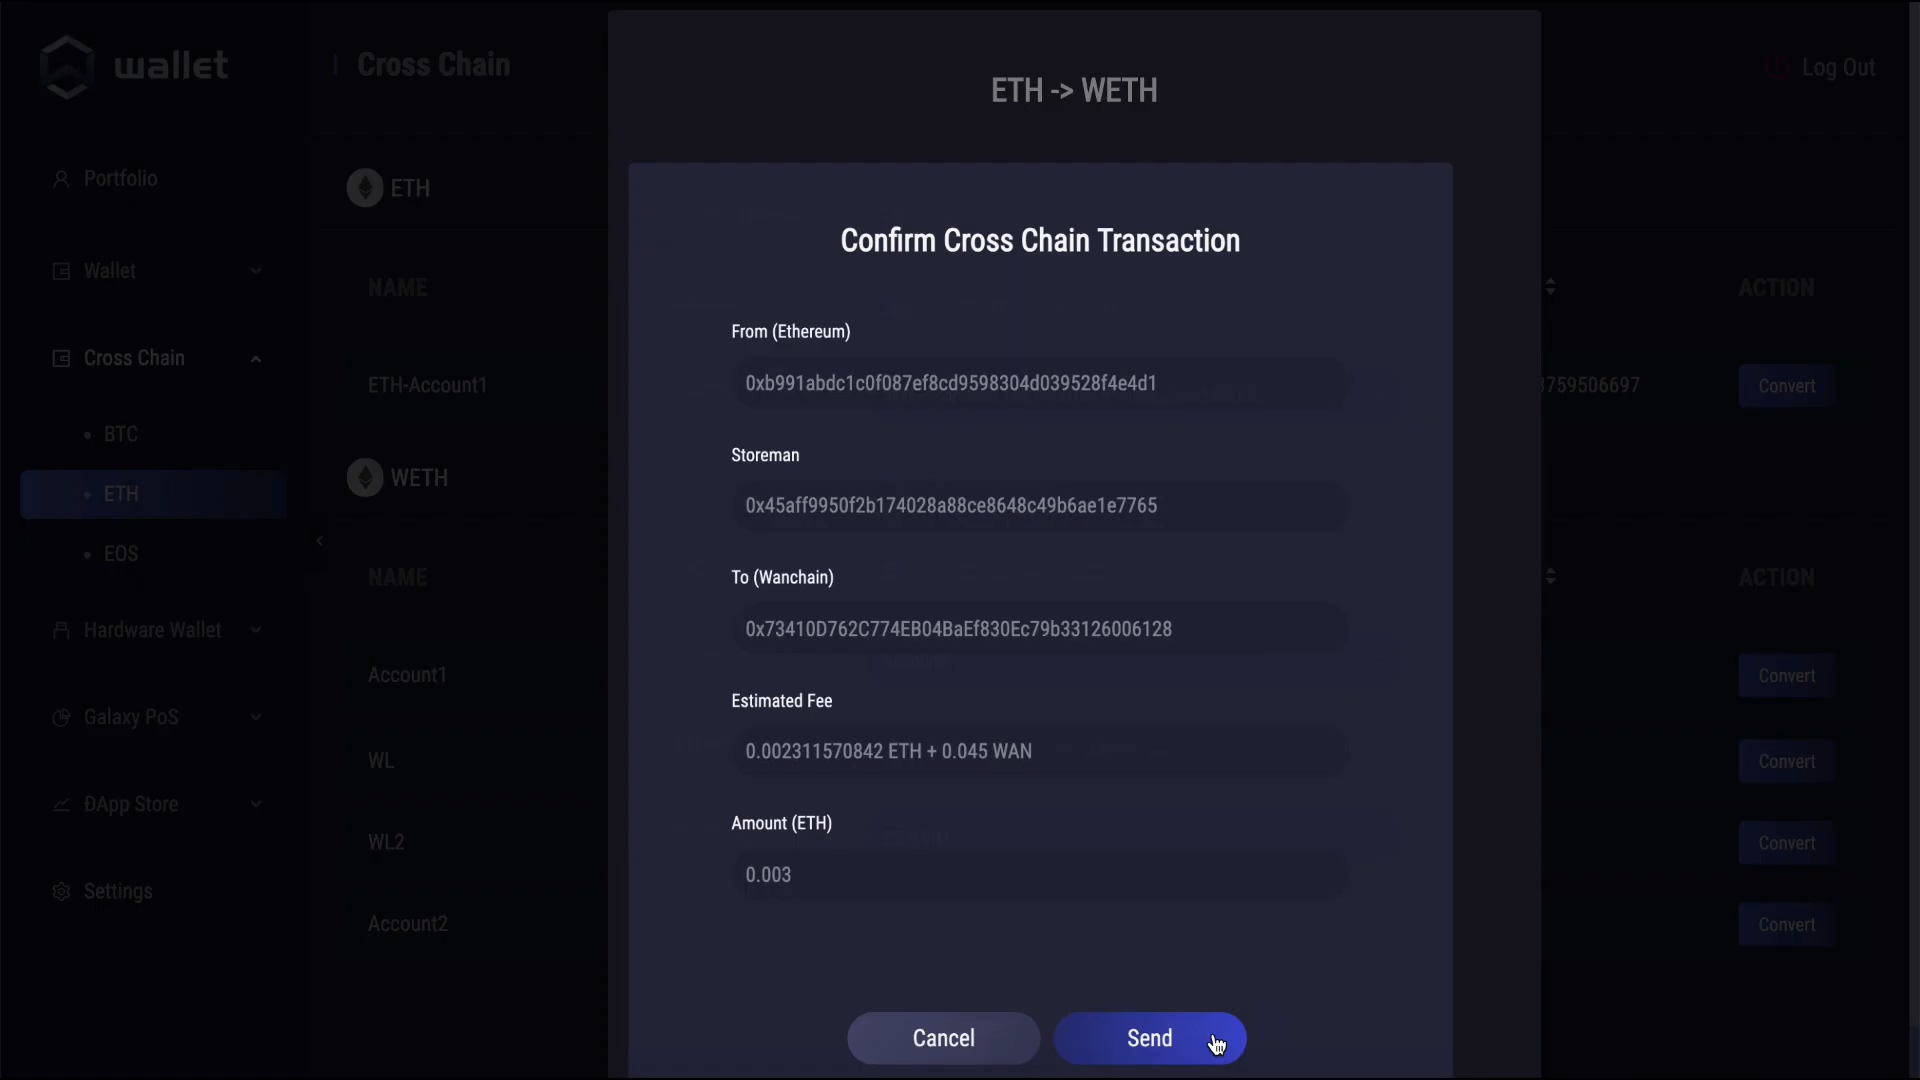 wallet
Cross Chain
Log Out
ETH -> WETH
Portfolio
ETH
Confirm Cross Chain Transaction
Wallet
NAME
ACTION
From (Ethereum)
Cross Chain
0xb991abdc1c0f087ef8cd9598304d039528f4e4d1
ETH-Account1
3759506697
Convert
BTC
Storeman
WETH
ETH
0x45aff9950f2b174028a88ce8648c49b6ae1e7765
EOS
NAME
To (Wanchain)
ACTION
Hardware Wallet
0x73410D762C774EB04BaEf830Ec79b33126006128
Account1
Convert
Galaxy PoS
Estimated Fee
WL
0.002311570842 ETH + 0.045 WAN
Convert
ÐApp Store
Amount (ETH)
WL2
Convert
Settings
0.003
Account2
Convert
Cancel
Send